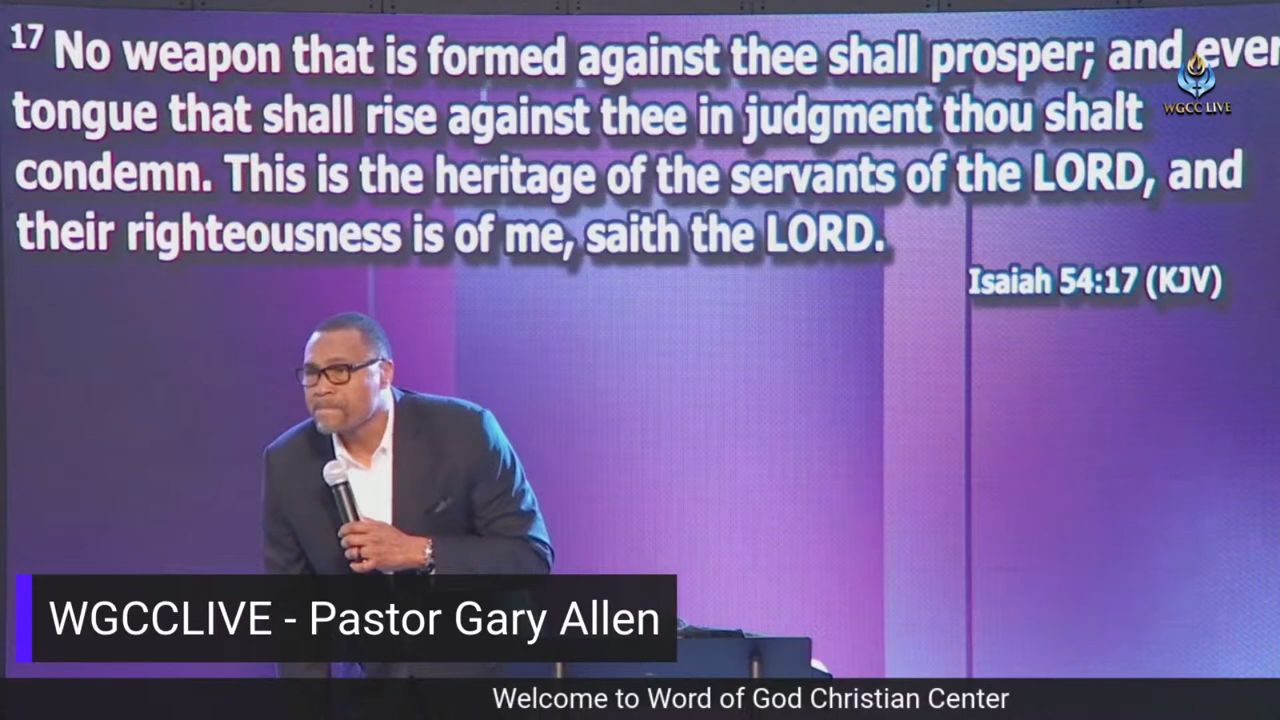 17 No weapon that is formed against thee shall prosper; and ever
tongue that shall rise against thee in judgment thou shalt
condemn. This is the heritage of the servants of the LORD, and
their righteousness is of me, saith the LORD.
Isaiah 54:17 (KJV)
WGCC LIVE
WGCCLIVE - Pastor Gary Allen
Welcome to Word of God Christian Center